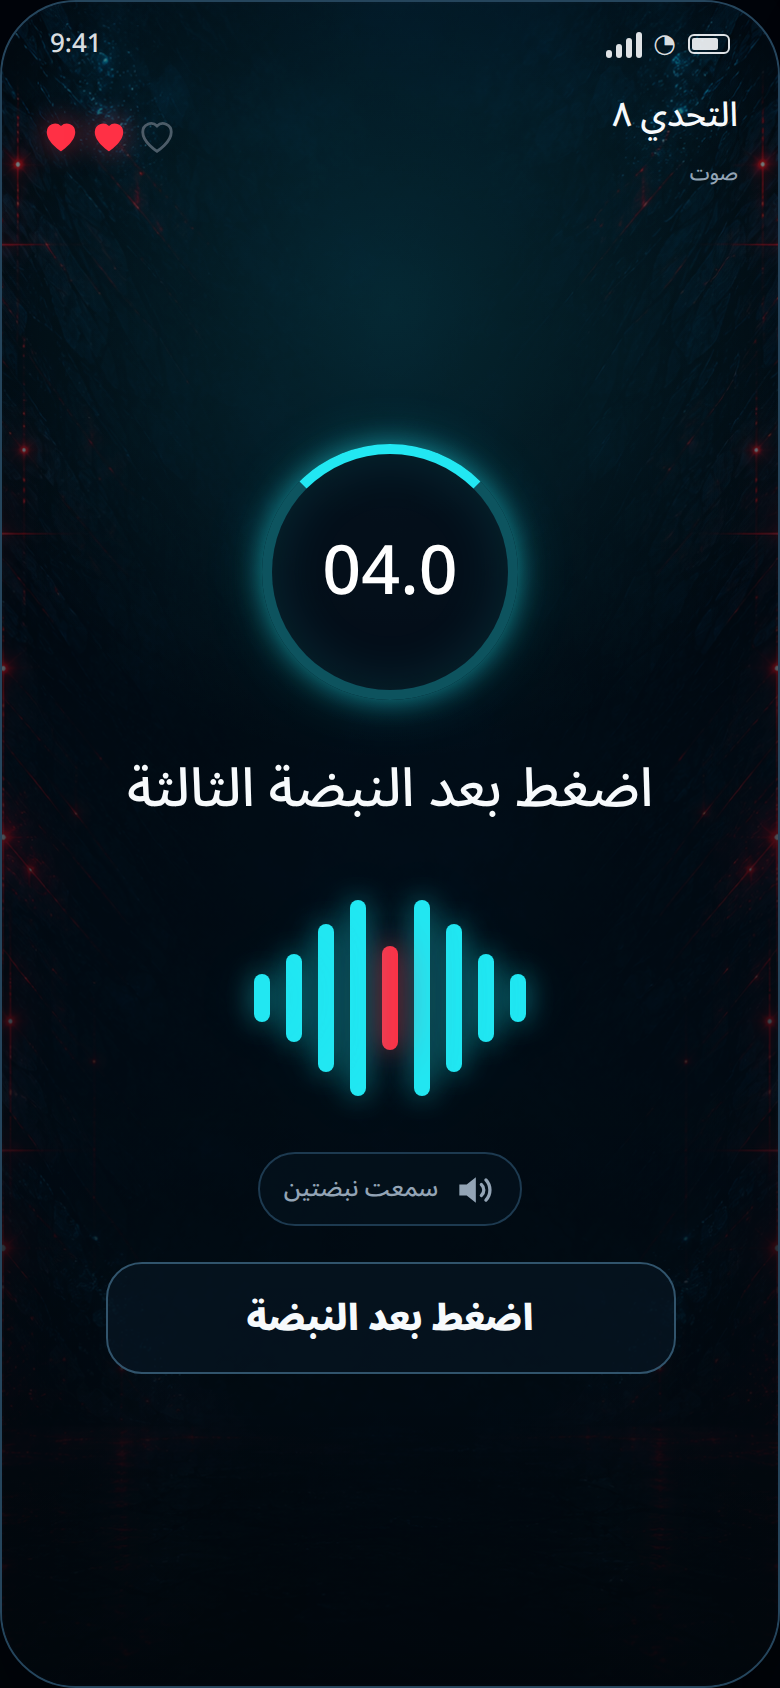 9:41
التحدي ٨
صوت
04.0
اضغط بعد النبضة الثالثة
سمعت نبضتين
اضغط بعد النبضة